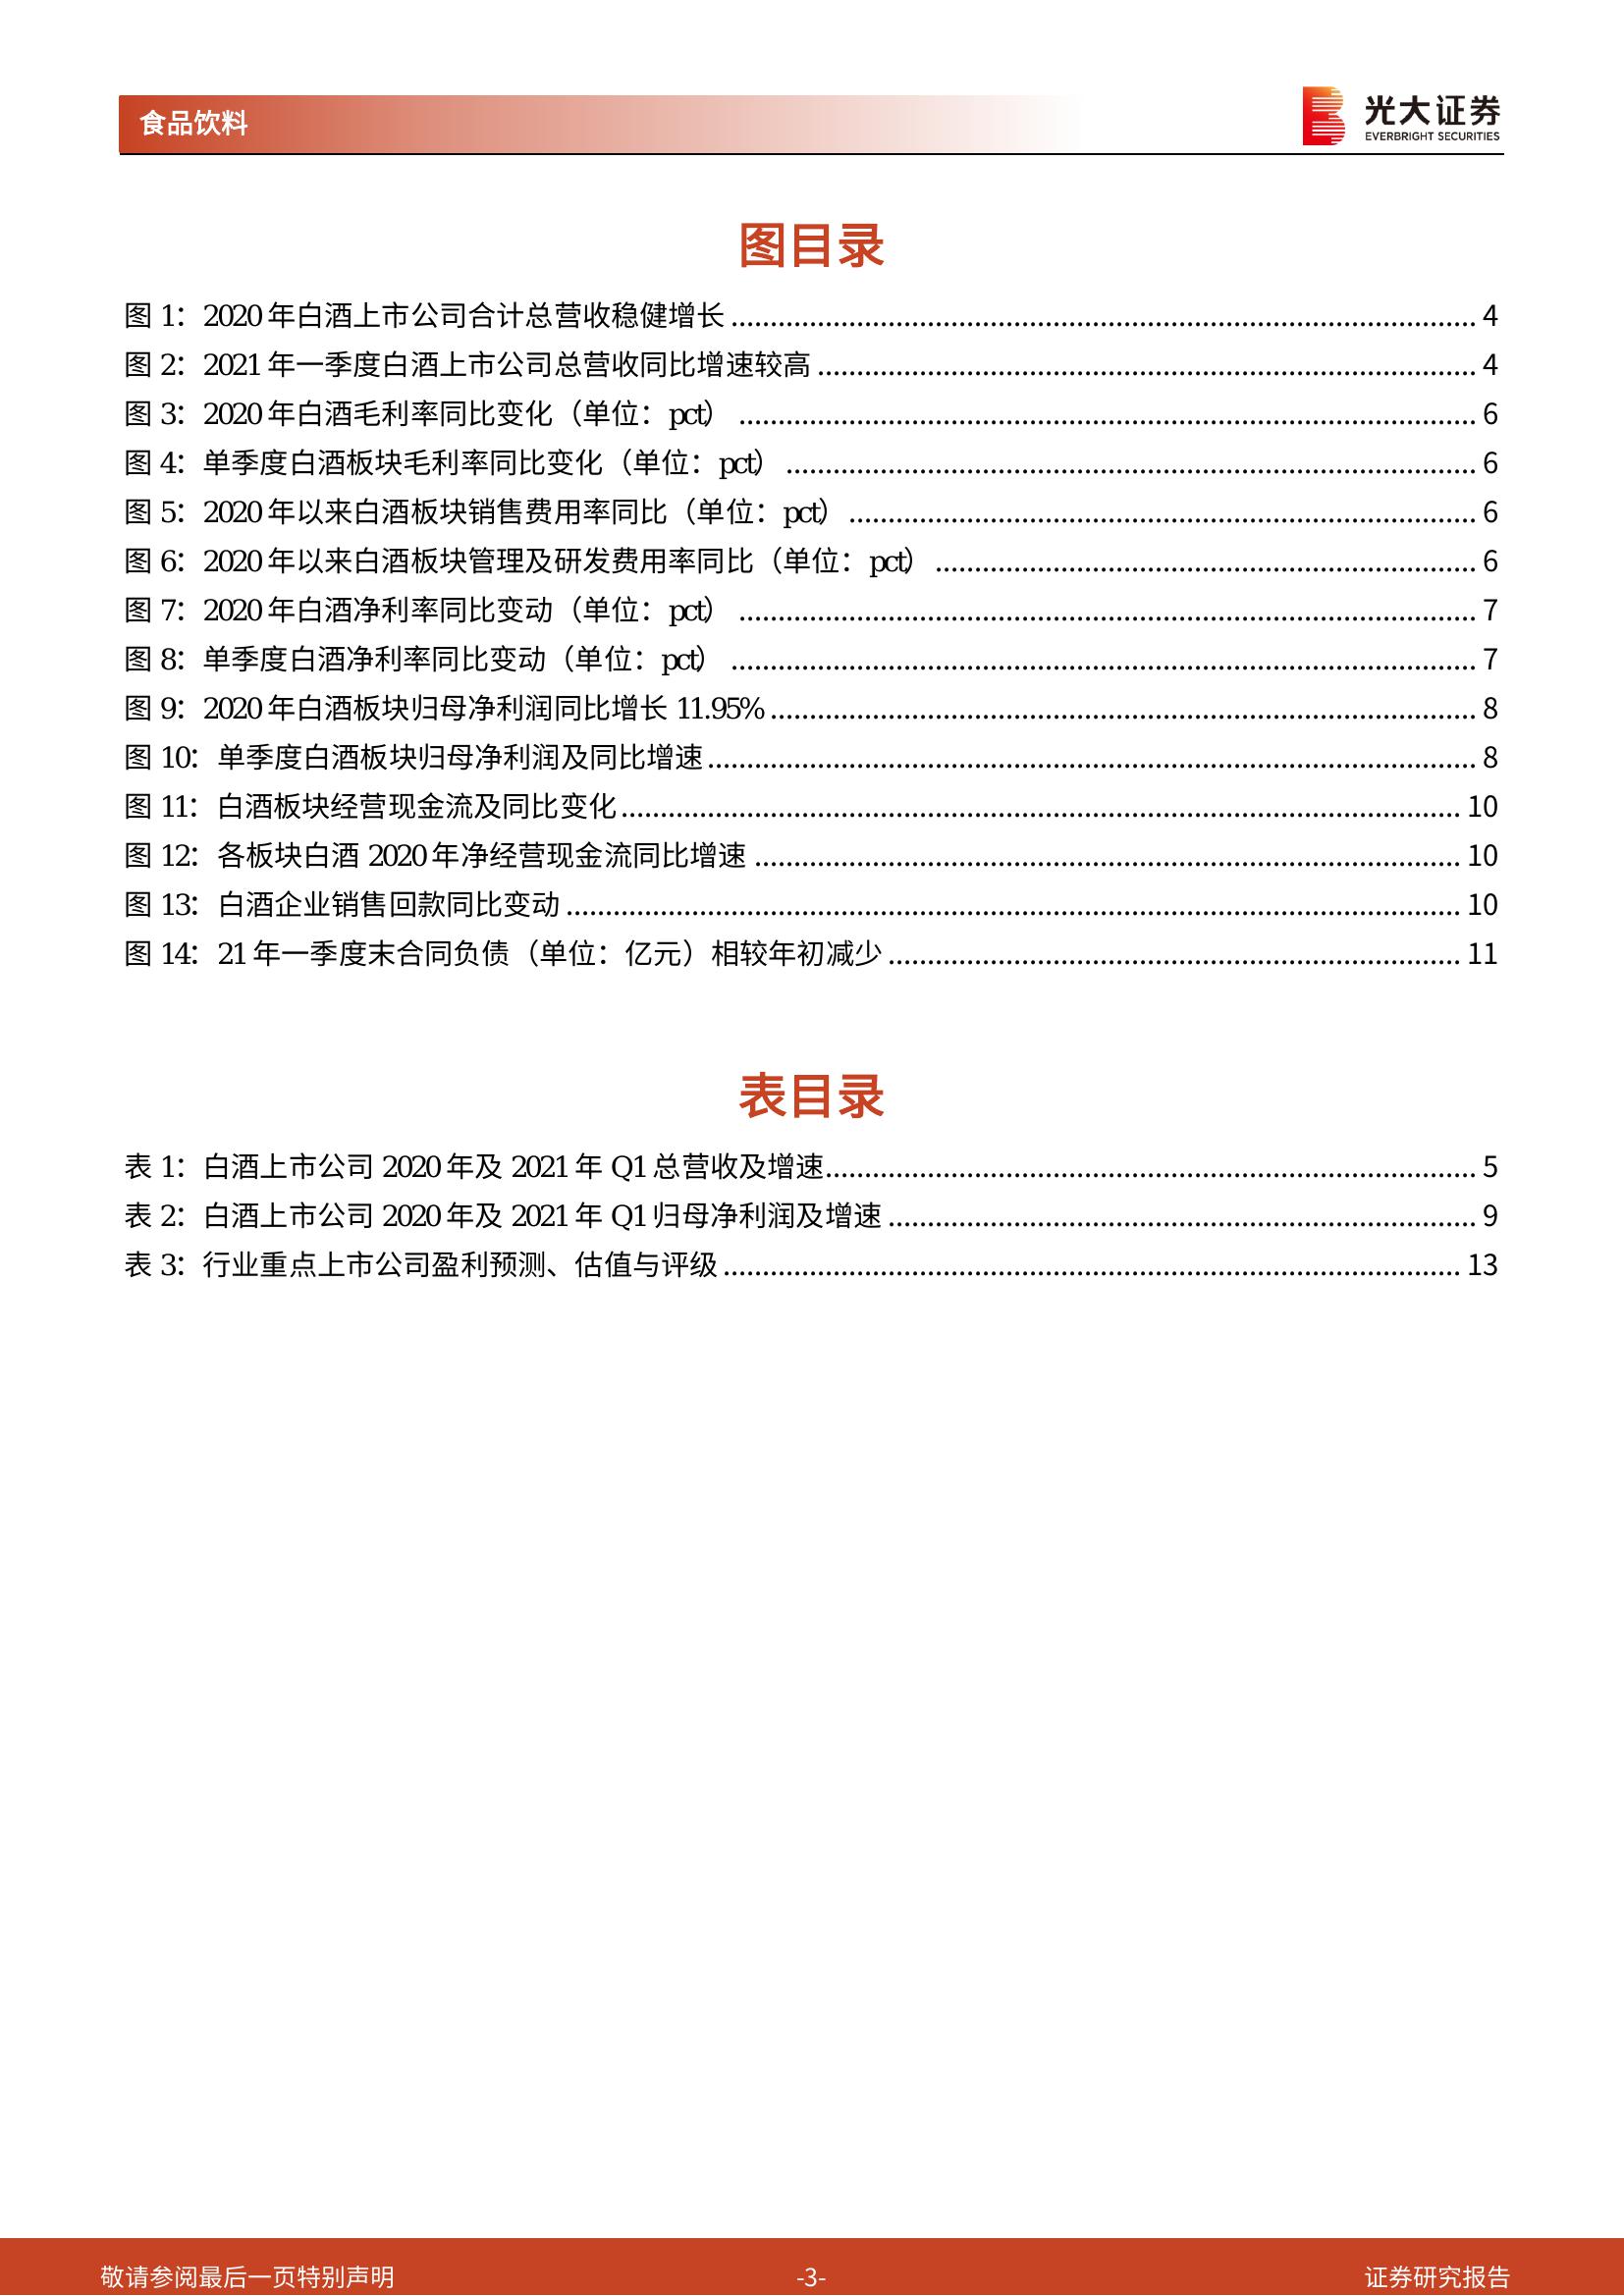 食品饮料
光大证券
EVERBRIGHT SECURITIES
图目录
图 1：2020 年白酒上市公司合计总营收稳健增长 4
图 2：2021 年一季度白酒上市公司总营收同比增速较高 4
图 3：2020 年白酒毛利率同比变化（单位：pct） 6
图 4：单季度白酒板块毛利率同比变化（单位：pct） 6
图 5：2020 年以来白酒板块销售费用率同比（单位：pct） 6
图 6：2020 年以来白酒板块管理及研发费用率同比（单位：pct） 6
图 7：2020 年白酒净利率同比变动（单位：pct） 7
图 8：单季度白酒净利率同比变动（单位：pct） 7
图 9：2020 年白酒板块归母净利润同比增长 11.95% 8
图 10：单季度白酒板块归母净利润及同比增速 8
图 11：白酒板块经营现金流及同比变化 10
图 12：各板块白酒 2020 年净经营现金流同比增速 10
图 13：白酒企业销售回款同比变动 10
图 14：21 年一季度末合同负债（单位：亿元）相较年初减少 11
表目录
表 1：白酒上市公司 2020 年及 2021 年 Q1 总营收及增速 5
表 2：白酒上市公司 2020 年及 2021 年 Q1 归母净利润及增速 9
表 3：行业重点上市公司盈利预测、估值与评级 13
敬请参阅最后一页特别声明
-3-
证券研究报告